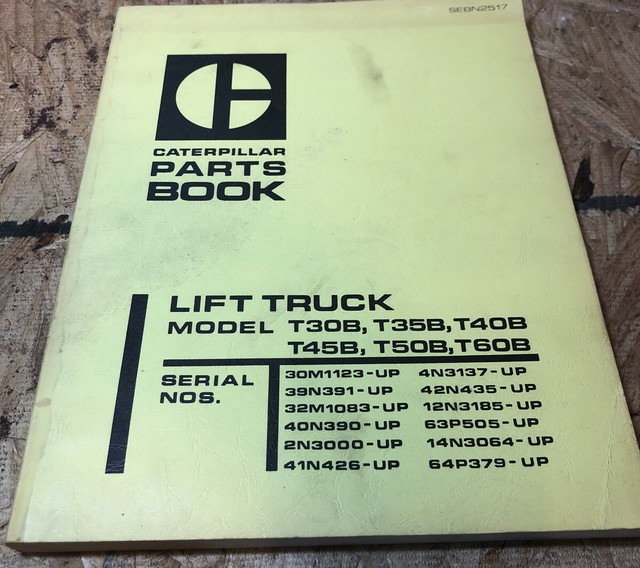 SEBN2517
CATERPILLAR
PARTS
BOOK
LIFT TRUCK
MODEL T30B, T35B, T40B
T45B, T50B, T60B
SERIAL
NOS.
30M1123-UP 4N3137-UP
39N391-UP 42N435-UP
32M1083-UP 12N3185-UP
40N390-UP 63P505-UP
2N3000-UP 14N3064-UP
41N426-UP 64P379-UP